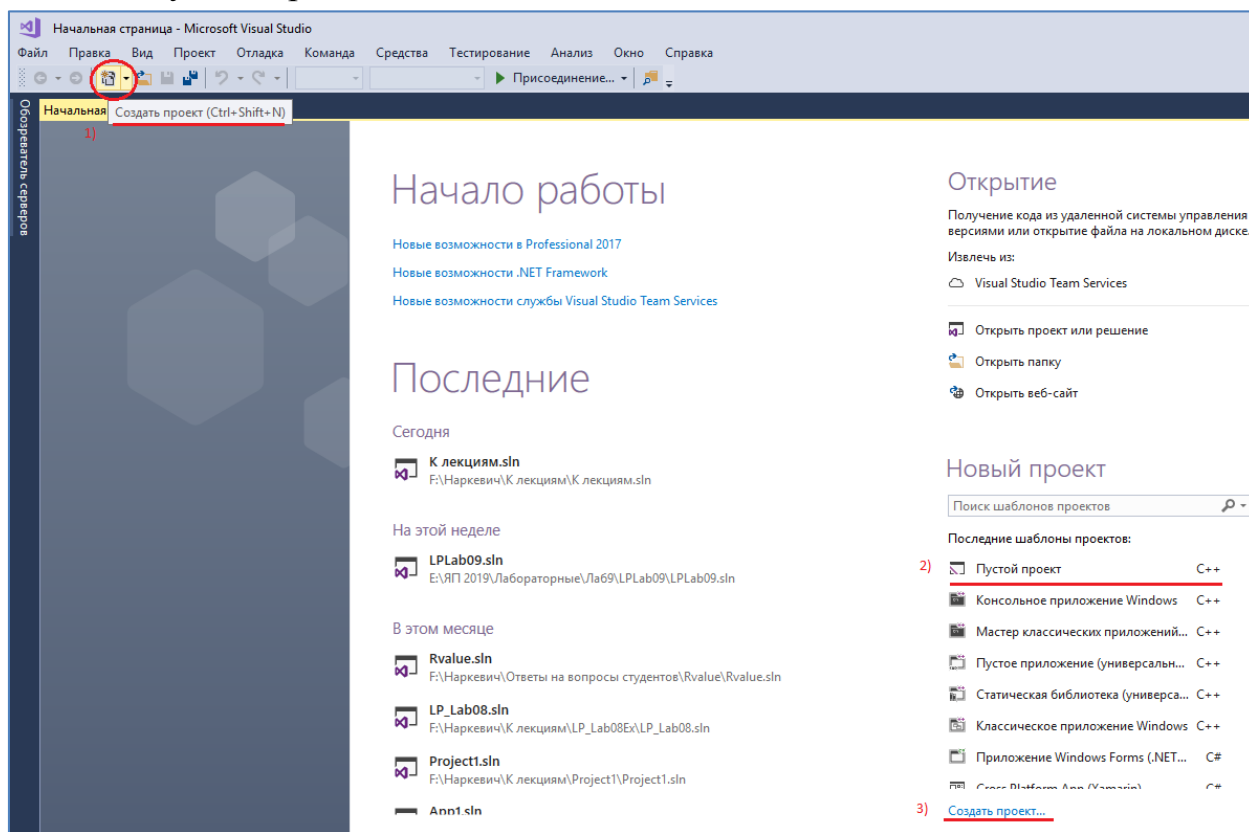 Начальная страница - Microsoft Visual Studio
Файл Правка Вид Проект Отладка Команда Средства Тестирование Анализ Окно Справка
Присоединение...
Обозреватель серверов
Начальная
Создать проект (Ctrl+Shift+N)
1)
Начало работы
Новые возможности в Professional 2017
Новые возможности .NET Framework
Новые возможности службы Visual Studio Team Services
Последние
Сегодня
К лекциям.sln
F:\Наркевич\К лекциям\К лекциям.sln
На этой неделе
LPLab09.sln
E:\ЯП 2019\Лабораторные\Лаб9\LPLab09\LPLab09.sln
В этом месяце
Rvalue.sln
F:\Наркевич\Ответы на вопросы студентов\Rvalue\Rvalue.sln
LP_Lab08.sln
F:\Наркевич\К лекциям\LP_Lab08Ex\LP_Lab08.sln
Project1.sln
F:\Наркевич\К лекциям\Project1\Project1.sln
App1.sln
Открытие
Получение кода из удаленной системы управления
версиями или открытие файла на локальном диске.
Извлечь из:
Visual Studio Team Services
Открыть проект или решение
Открыть папку
Открыть веб-сайт
Новый проект
Поиск шаблонов проектов
Последние шаблоны проектов:
2) Пустой проект C++
Консольное приложение Windows C++
Мастер классических приложений... C++
Пустое приложение (универсальн... C++
Статическая библиотека (универса... C++
Классическое приложение Windows C++
Приложение Windows Forms (.NET... C#
Cross Platform App (Xamarin) C#
3) Создать проект...